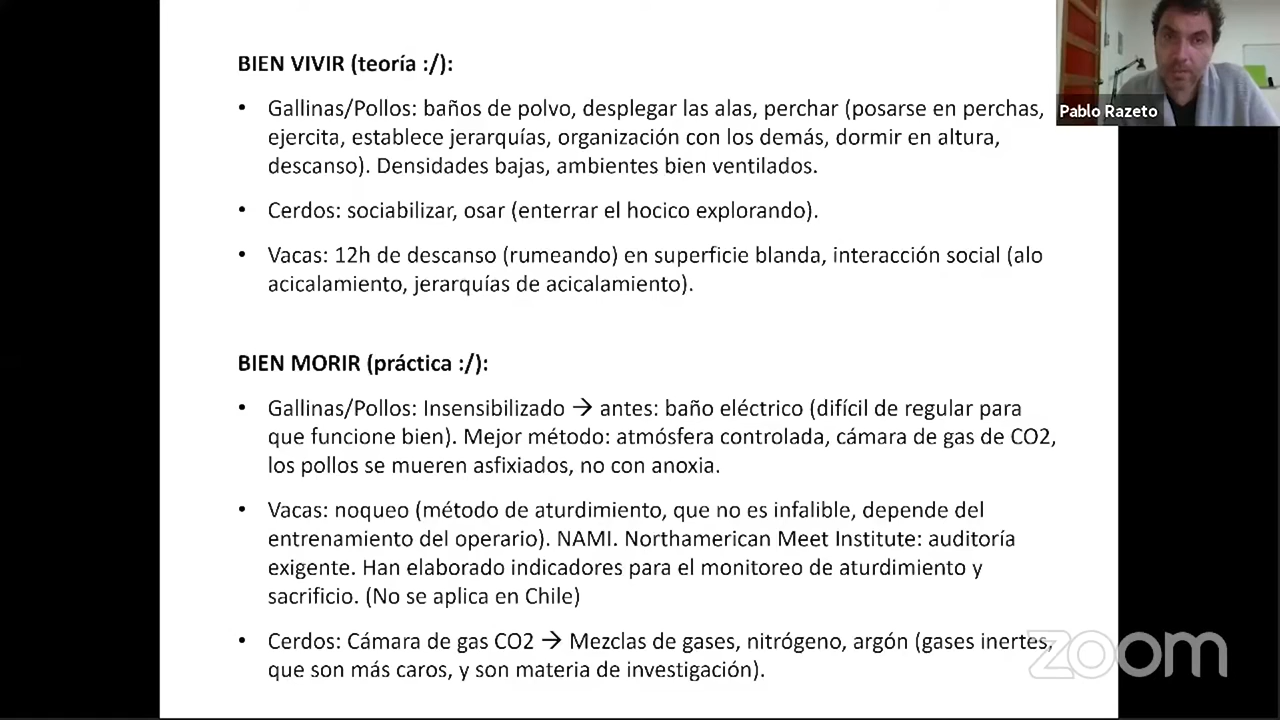 BIEN VIVIR (teoría :/):
• Gallinas/Pollos: baños de polvo, desplegar las alas, perchar (posarse en perchas,
ejercita, establece jerarquías, organización con los demás, dormir en altura,
descanso). Densidades bajas, ambientes bien ventilados.
• Cerdos: sociabilizar, osar (enterrar el hocico explorando).
• Vacas: 12h de descanso (rumeando) en superficie blanda, interacción social (alo
acicalamiento, jerarquías de acicalamiento).
BIEN MORIR (práctica :/):
• Gallinas/Pollos: Insensibilizado → antes: baño eléctrico (difícil de regular para
que funcione bien). Mejor método: atmósfera controlada, cámara de gas de CO2,
los pollos se mueren asfixiados, no con anoxia.
• Vacas: noqueo (método de aturdimiento, que no es infalible, depende del
entrenamiento del operario). NAMI. Northamerican Meet Institute: auditoría
exigente. Han elaborado indicadores para el monitoreo de aturdimiento y
sacrificio. (No se aplica en Chile)
• Cerdos: Cámara de gas CO2 → Mezclas de gases, nitrógeno, argón (gases inertes,
que son más caros, y son materia de investigación).
Pablo Razeto
zoom